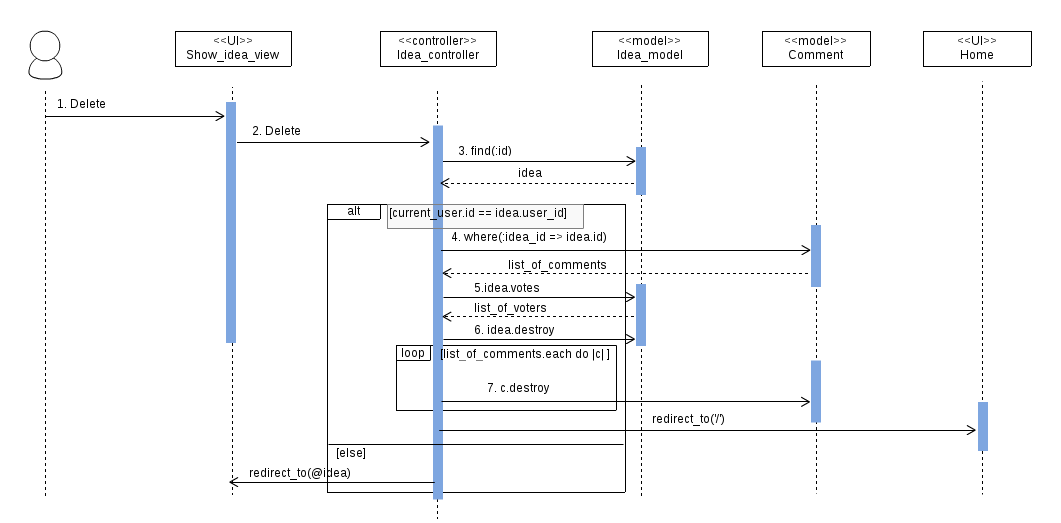 <<UI>>
Show_idea_view
<<controller>>
Idea_controller
<<model>>
Idea_model
<<model>>
Comment
<<UI>>
Home
1. Delete
2. Delete
3. find(:id)
idea
alt
[current_user.id == idea.user_id]
4. where(:idea_id => idea.id)
list_of_comments
5.idea.votes
list_of_voters
6. idea.destroy
loop
[list_of_comments.each do |c| ]
7. c.destroy
redirect_to('/')
[else]
redirect_to(@idea)